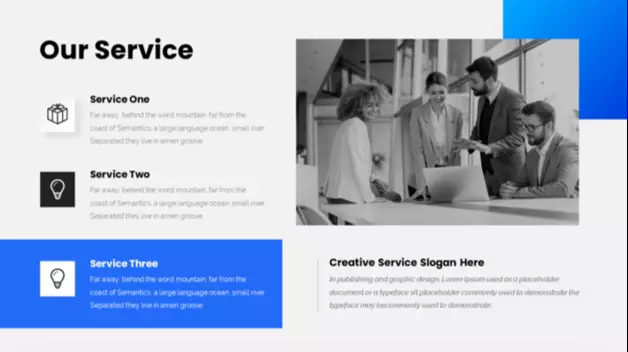 Our Service
Service One
Far away, behind the word mountain, far from the
coast of Semantics, a large language ocean, small river
Separated they live in amen groove
Service Two
Far away, behind the word mountain, far from the
coast of Semantics, a large language ocean, small river
Separated they live in amen groove
Service Three
Far away, behind the word mountain, far from the
coast of Semantics, a large language ocean, small river
Separated they live in amen groove
Creative Service Slogan Here
In publishing and graphic design, Lorem ipsum used as a placeholder
document or a typeface sit placeholder commonly used to demonstrate the
typeface may becommonly used to demonstrate.